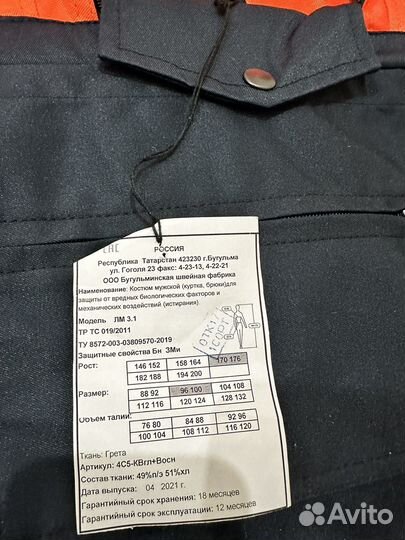 EAC РОССИЯ
Республика Татарстан 423230 г.Бугульма
ул. Гоголя 23 факс: 4-23-13, 4-22-21
ООО Бугульминская швейная фабрика
Наименование: Костюм мужской (куртка, брюки)для
защиты от вредных биологических факторов и
механических воздействий (истирания)
Модель ЛМ 3.1
ТР ТС 019/2011
ТУ 8572-003-03809570-2019
Защитные свойства Бн ЗМи
ОТК 1
1 СОРТ
Рост:
146 152 158 164 170 176
182 188 194 200
Размер:
88 92 96 100 104 108
112 116 120 124 128 132
Объем талии:
76 80 84 88 92 96
100 104 108 112 116 120
Ткань: Грета
Артикул: 4С5-КВгл+Восн
Состав ткани: 49%п/э 51%хл
Дата выпуска: 04 2021 г.
Гарантийный срок хранения: 18 месяцев
Гарантийный срок эксплуатации: 12 месяцев
Avito